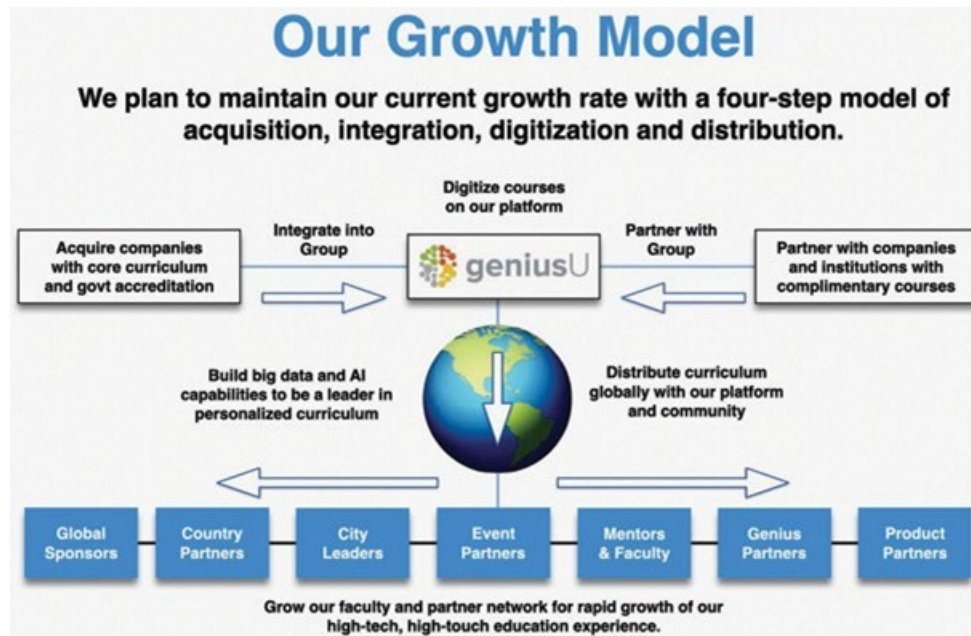 Our Growth Model
We plan to maintain our current growth rate with a four-step model of
acquisition, integration, digitization and distribution.
Digitize courses
on our platform
Integrate into
Group
Partner with
Group
Acquire companies
with core curriculum
and govt accreditation
geniusU
Partner with companies
and institutions with
complimentary courses
Build big data and AI
capabilities to be a leader in
personalized curriculum
Distribute curriculum
globally with our platform
and community
Global
Sponsors
Country
Partners
City
Leaders
Event
Partners
Mentors
& Faculty
Genius
Partners
Product
Partners
Grow our faculty and partner network for rapid growth of our
high-tech, high-touch education experience.